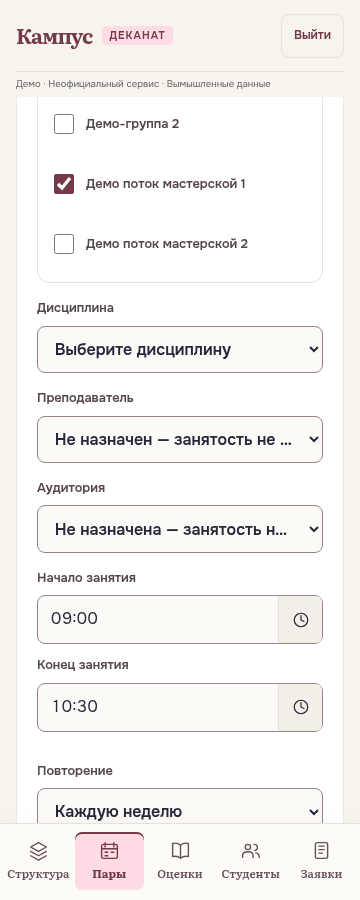 Кампус ДЕКАНАТ Выйти
Демо · Неофициальный сервис · Вымышленные данные
Демо-группа 2
Демо поток мастерской 1
Демо поток мастерской 2
Дисциплина
Выберите дисциплину
Преподаватель
Не назначен — занятость не ...
Аудитория
Не назначена — занятость н...
Начало занятия
09:00
Конец занятия
10:30
Повторение
Каждую неделю
Структура Пары Оценки Студенты Заявки